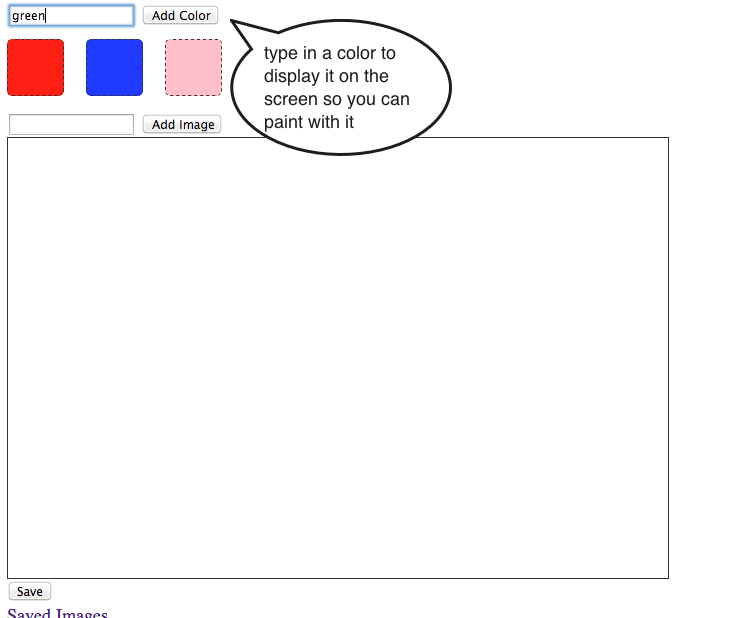 green Add Color
type in a color to
display it on the
screen so you can
paint with it
Add Image
Save
Saved Images